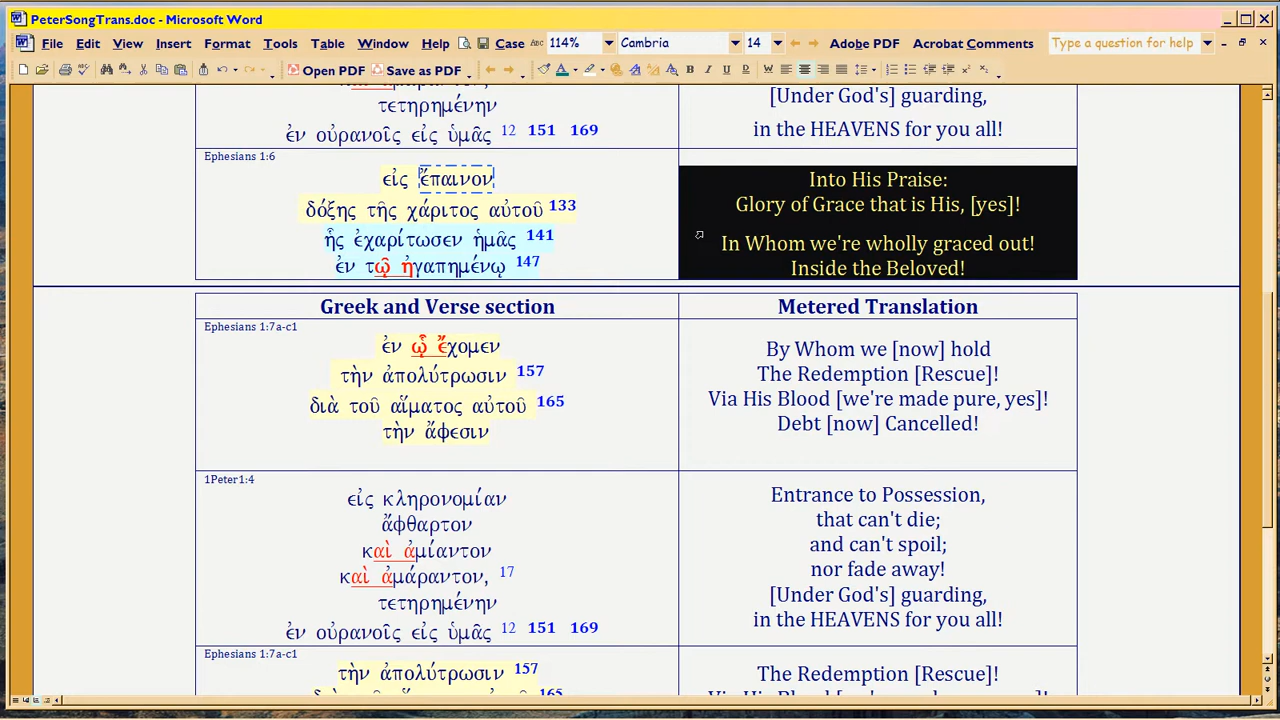 PeterSongTrans.doc - Microsoft Word
File Edit View Insert Format Tools Table Window Help Case 114% Cambria 14 Adobe PDF Acrobat Comments Type a question for help
Open PDF Save as PDF
τετηρημένην
ἐν οὐρανοῖς εἰς ὑμᾶς 12 151 169
[Under God's] guarding,
in the HEAVENS for you all!
Ephesians 1:6
εἰς ἔπαινον
δόξης τῆς χάριτος αὐτοῦ 133
ἧς ἐχαρίτωσεν ἡμᾶς 141
ἐν τῷ ἠγαπημένῳ 147
Into His Praise:
Glory of Grace that is His, [yes]!
In Whom we're wholly graced out!
Inside the Beloved!
Greek and Verse section
Metered Translation
Ephesians 1:7a-c1
ἐν ᾧ ἔχομεν
τὴν ἀπολύτρωσιν 157
διὰ τοῦ αἵματος αὐτοῦ 165
τὴν ἄφεσιν
By Whom we [now] hold
The Redemption [Rescue]!
Via His Blood [we're made pure, yes]!
Debt [now] Cancelled!
1Peter1:4
εἰς κληρονομίαν
ἄφθαρτον
καὶ ἀμίαντον
καὶ ἀμάραντον, 17
τετηρημένην
ἐν οὐρανοῖς εἰς ὑμᾶς 12 151 169
Entrance to Possession,
that can't die;
and can't spoil;
nor fade away!
[Under God's] guarding,
in the HEAVENS for you all!
Ephesians 1:7a-c1
τὴν ἀπολύτρωσιν 157
The Redemption [Rescue]!